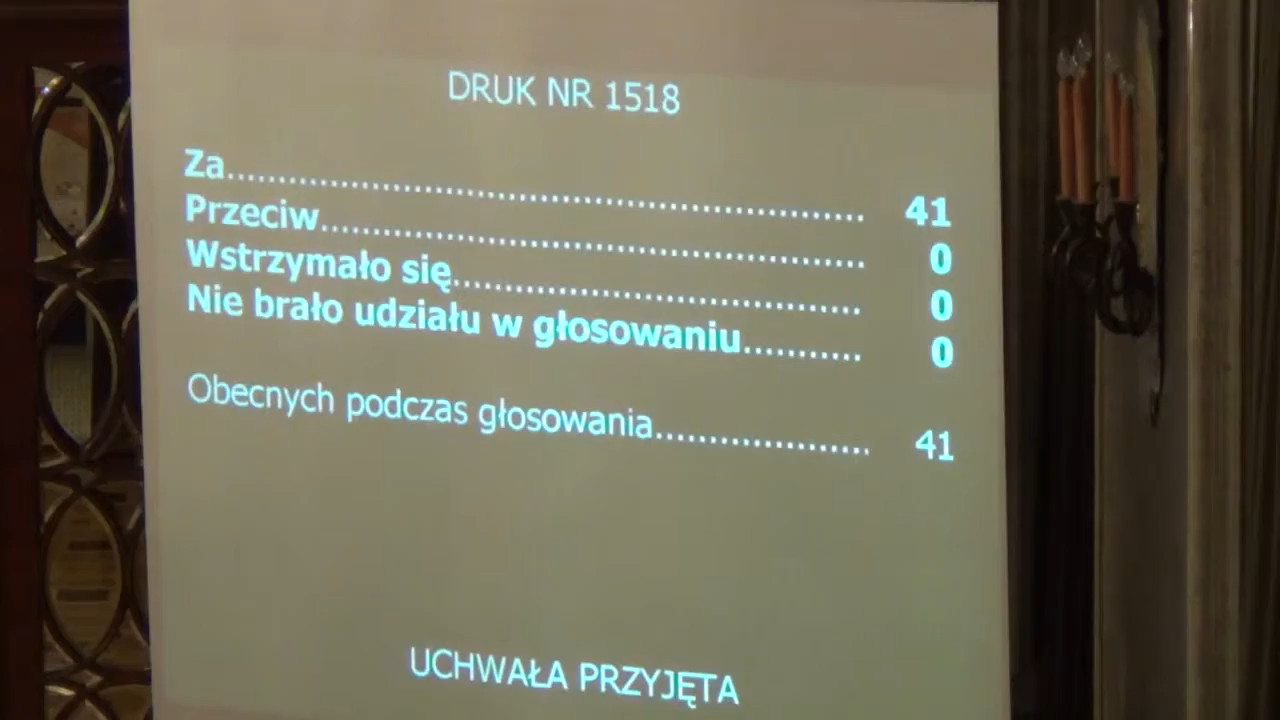 DRUK NR 1518
Za.......................................................... 41
Przeciw.................................................. 0
Wstrzymało się..................................... 0
Nie brało udziału w głosowaniu........... 0
Obecnych podczas głosowania.................... 41
UCHWAŁA PRZYJĘTA